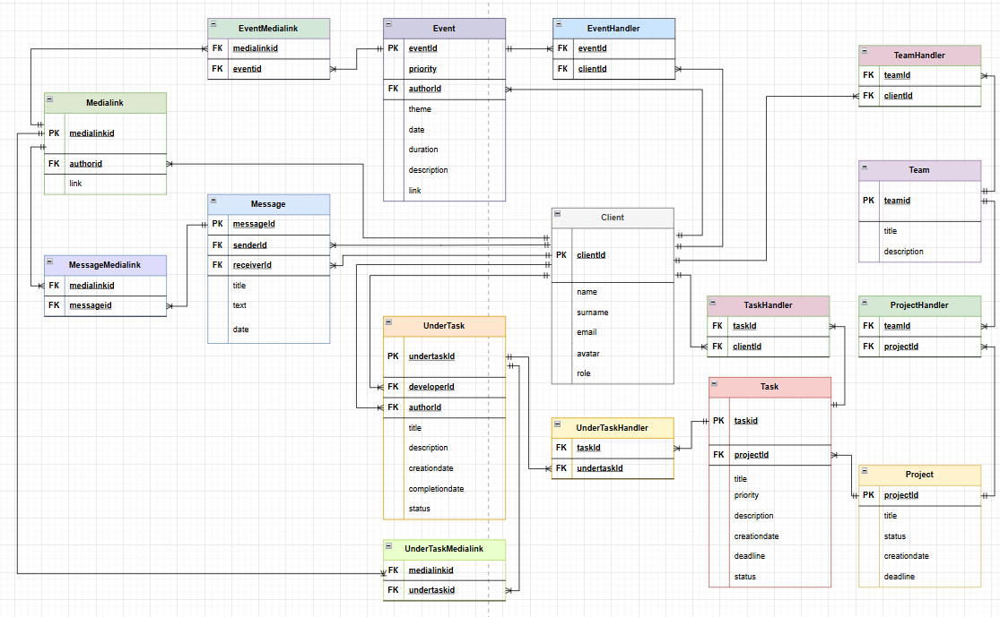 EventMedialink
FK medialinkid
FK eventid
Event
PK eventId
priority
FK authorId
theme
date
duration
description
link
EventHandler
FK eventId
FK clientId
TeamHandler
FK teamId
FK clientId
Medialink
PK medialinkid
FK authorid
link
Team
PK teamid
title
description
Message
PK messageId
FK senderId
FK receiverId
title
text
date
Client
PK clientId
name
surname
email
avatar
role
MessageMedialink
FK medialinkid
FK messageid
TaskHandler
FK taskId
FK clientId
ProjectHandler
FK teamId
FK projectId
UnderTask
PK undertaskId
FK developerId
FK authorId
title
description
creationdate
completiondate
status
Task
PK taskid
FK projectId
title
priority
description
creationdate
deadline
status
UnderTaskHandler
FK taskId
FK undertaskId
Project
PK projectId
title
status
creationdate
deadline
UnderTaskMedialink
FK medialinkid
FK undertaskid